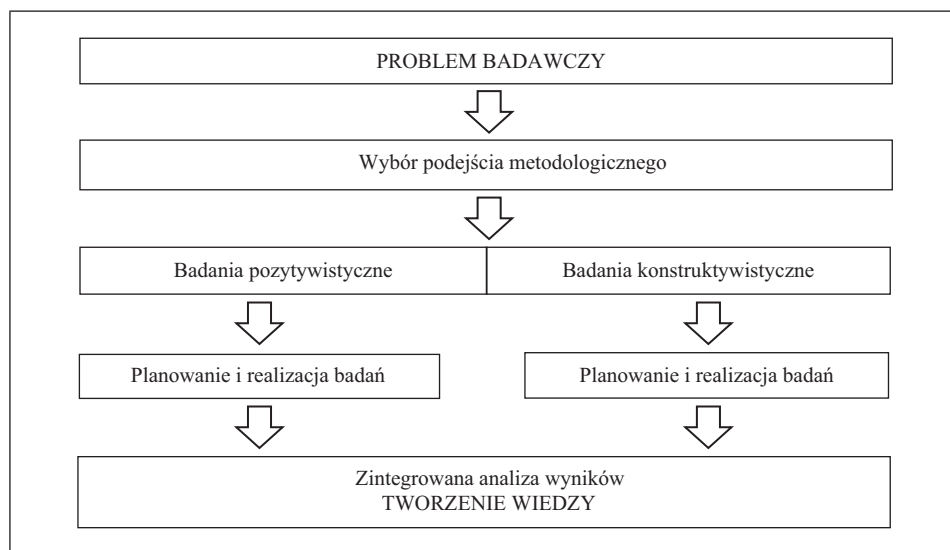 PROBLEM BADAWCZY
Wybór podejścia metodologicznego
Badania pozytywistyczne
Badania konstruktywistyczne
Planowanie i realizacja badań
Planowanie i realizacja badań
Zintegrowana analiza wyników
TWORZENIE WIEDZY